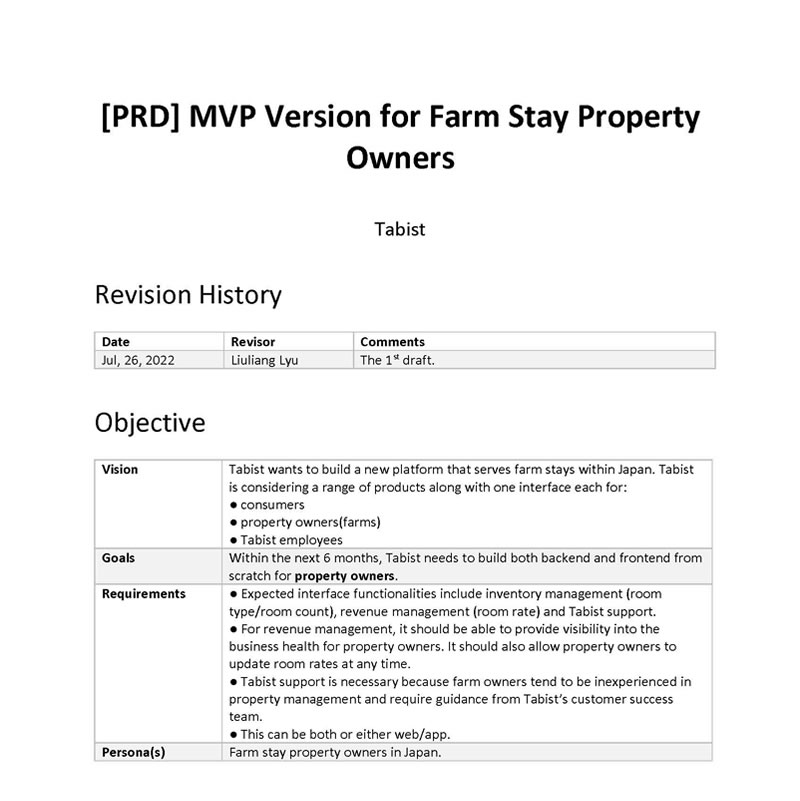 [PRD] MVP Version for Farm Stay Property
Owners
Tabist
Revision History
Date Revisor Comments
Jul, 26, 2022 Liuliang Lyu The 1st draft.
Objective
Vision Tabist wants to build a new platform that serves farm stays within Japan. Tabist
is considering a range of products along with one interface each for:
● consumers
● property owners(farms)
● Tabist employees
Goals Within the next 6 months, Tabist needs to build both backend and frontend from
scratch for property owners.
Requirements ● Expected interface functionalities include inventory management (room
type/room count), revenue management (room rate) and Tabist support.
● For revenue management, it should be able to provide visibility into the
business health for property owners. It should also allow property owners to
update room rates at any time.
● Tabist support is necessary because farm owners tend to be inexperienced in
property management and require guidance from Tabist’s customer success
team.
● This can be both or either web/app.
Persona(s) Farm stay property owners in Japan.